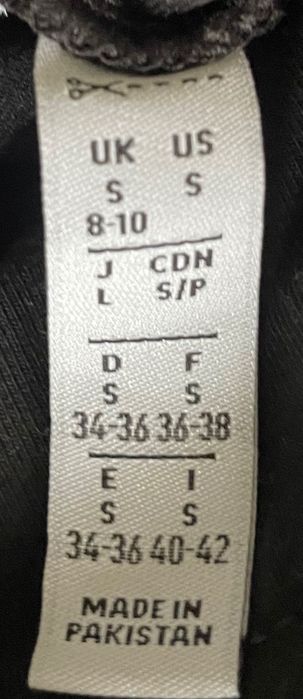 UK US
S S
8-10
J CDN
L S/P
D F
S S
34-36 36-38
E I
S S
34-36 40-42
MADE IN
PAKISTAN